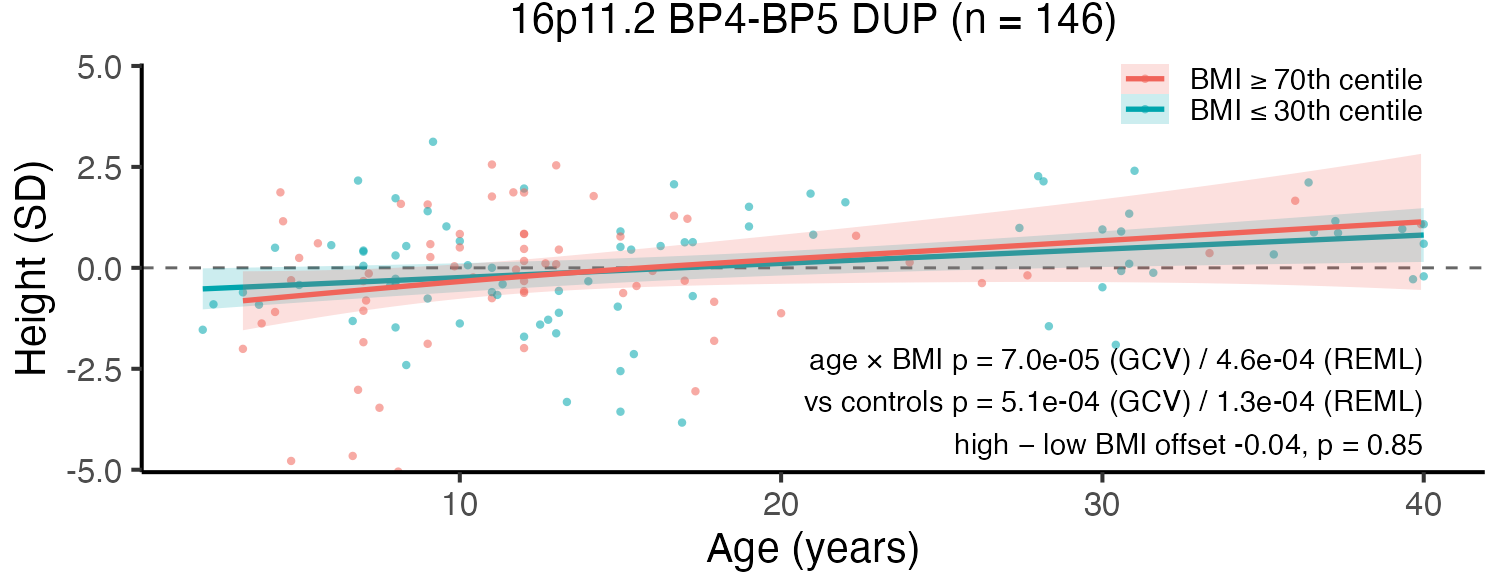 16p11.2 BP4-BP5 DUP (n = 146)
BMI ≥ 70th centile
BMI ≤ 30th centile
Height (SD)
5.0
2.5
0.0
-2.5
-5.0
age × BMI p = 7.0e-05 (GCV) / 4.6e-04 (REML)
vs controls p = 5.1e-04 (GCV) / 1.3e-04 (REML)
high − low BMI offset -0.04, p = 0.85
10 20 30 40
Age (years)